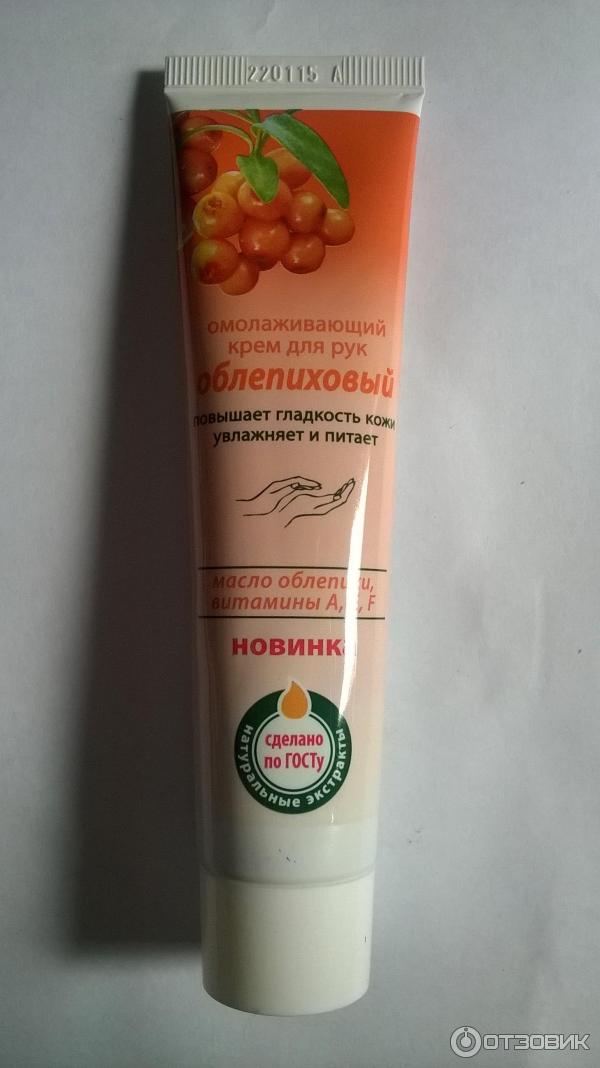 220115 A
омолаживающий
крем для рук
облепиховый
повышает гладкость кожи
увлажняет и питает
масло облепихи,
витамины А, F
НОВИНКА
сделано
по ГОСТу
натуральные экстракты
ОТЗОВИК